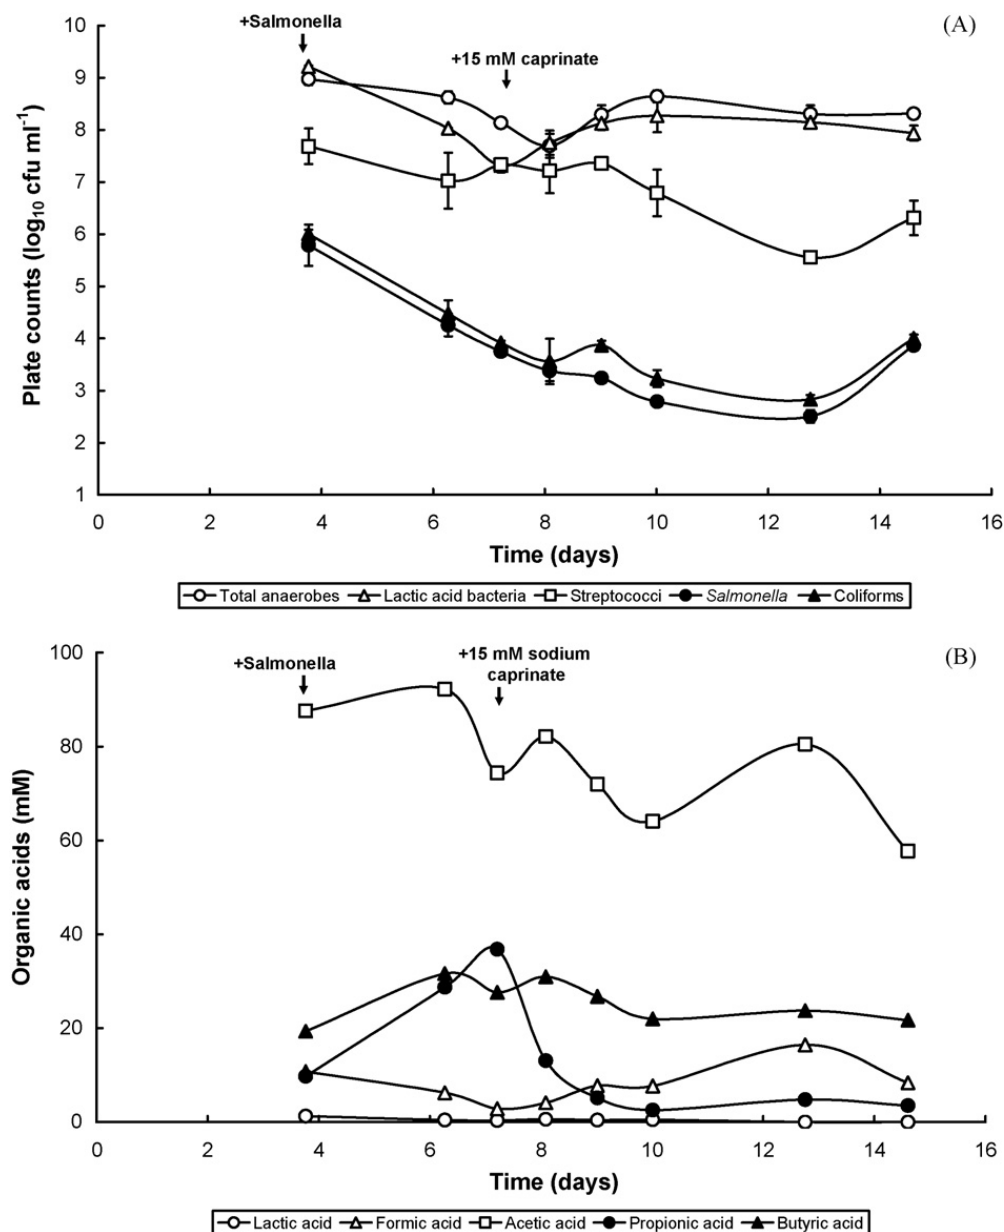 +Salmonella
(A)
+15 mM caprinate
10
9
8
7
6
5
4
3
2
1
Plate counts (log₁₀ cfu ml⁻¹)
0 2 4 6 8 10 12 14 16
Time (days)
Total anaerobes Lactic acid bacteria Streptococci Salmonella Coliforms
(B)
+15 mM sodium
caprinate
+Salmonella
100
80
60
40
20
0
Organic acids (mM)
0 2 4 6 8 10 12 14 16
Time (days)
Lactic acid Formic acid Acetic acid Propionic acid Butyric acid